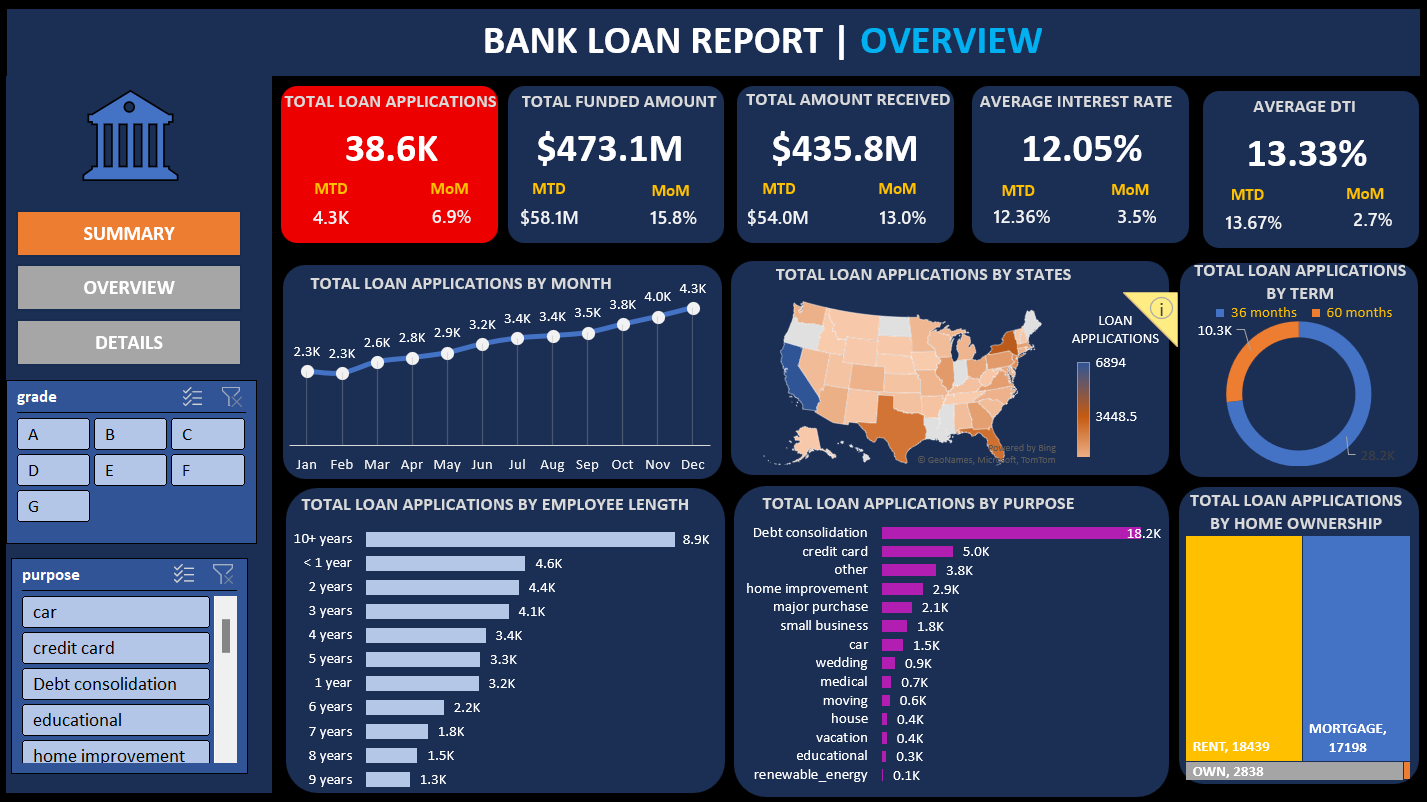 BANK LOAN REPORT | OVERVIEW
SUMMARY
OVERVIEW
DETAILS
grade
A B C
D E F
G
purpose
car
credit card
Debt consolidation
educational
home improvement
TOTAL LOAN APPLICATIONS
38.6K
MTD MoM
4.3K 6.9%
TOTAL FUNDED AMOUNT
$473.1M
MTD MoM
$58.1M 15.8%
TOTAL AMOUNT RECEIVED
$435.8M
MTD MoM
$54.0M 13.0%
AVERAGE INTEREST RATE
12.05%
MTD MoM
12.36% 3.5%
AVERAGE DTI
13.33%
MTD MoM
13.67% 2.7%
TOTAL LOAN APPLICATIONS BY MONTH
2.3K 2.3K 2.6K 2.8K 2.9K 3.2K 3.4K 3.4K 3.5K 3.8K 4.0K 4.3K
Jan Feb Mar Apr May Jun Jul Aug Sep Oct Nov Dec
TOTAL LOAN APPLICATIONS BY STATES
LOAN
APPLICATIONS
6894
3448.5
Powered by Bing
© GeoNames, Microsoft, TomTom
TOTAL LOAN APPLICATIONS
BY TERM
36 months 60 months
10.3K
28.2K
TOTAL LOAN APPLICATIONS BY EMPLOYEE LENGTH
10+ years 8.9K
< 1 year 4.6K
2 years 4.4K
3 years 4.1K
4 years 3.4K
5 years 3.3K
1 year 3.2K
6 years 2.2K
7 years 1.8K
8 years 1.5K
9 years 1.3K
TOTAL LOAN APPLICATIONS BY PURPOSE
Debt consolidation 18.2K
credit card 5.0K
other 3.8K
home improvement 2.9K
major purchase 2.1K
small business 1.8K
car 1.5K
wedding 0.9K
medical 0.7K
moving 0.6K
house 0.4K
vacation 0.4K
educational 0.3K
renewable_energy 0.1K
TOTAL LOAN APPLICATIONS
BY HOME OWNERSHIP
RENT, 18439
MORTGAGE,
17198
OWN, 2838